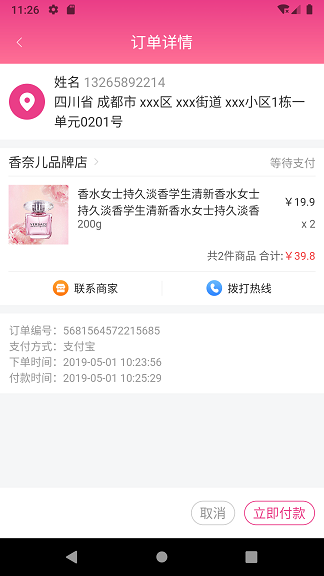 11:26
订单详情
姓名 13265892214
四川省 成都市 xxx区 xxx街道 xxx小区1栋一
单元0201号
香奈儿品牌店
等待支付
香水女士持久淡香学生清新香水女士
持久淡香学生清新香水女士持久淡香
¥19.9
200g
x 2
共2件商品 合计:¥39.8
联系商家
拨打热线
订单编号: 5681564572215685
支付方式: 支付宝
下单时间: 2019-05-01 10:23:56
付款时间: 2019-05-01 10:25:29
取消
立即付款